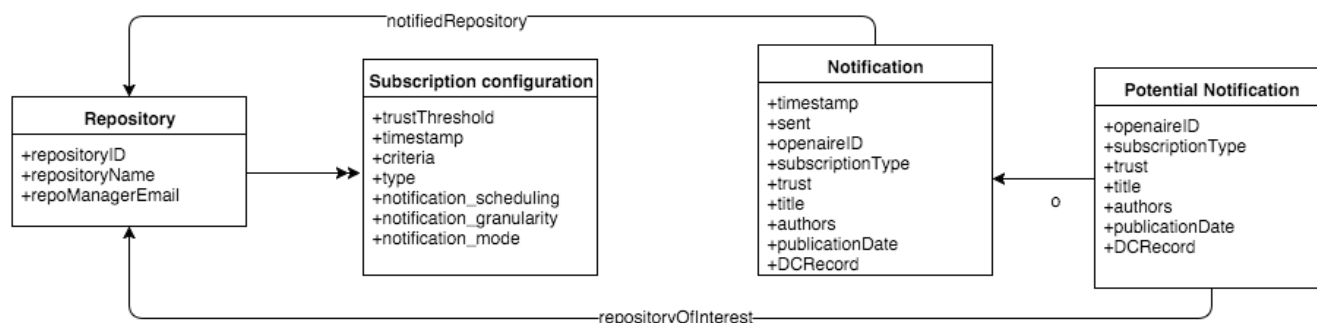 notifiedRepository
Repository
+repositoryID
+repositoryName
+repoManagerEmail
Subscription configuration
+trustThreshold
+timestamp
+criteria
+type
+notification_scheduling
+notification_granularity
+notification_mode
Notification
+timestamp
+sent
+openaireID
+subscriptionType
+trust
+title
+authors
+publicationDate
+DCRecord
o
Potential Notification
+openaireID
+subscriptionType
+trust
+title
+authors
+publicationDate
+DCRecord
repositoryOfInterest